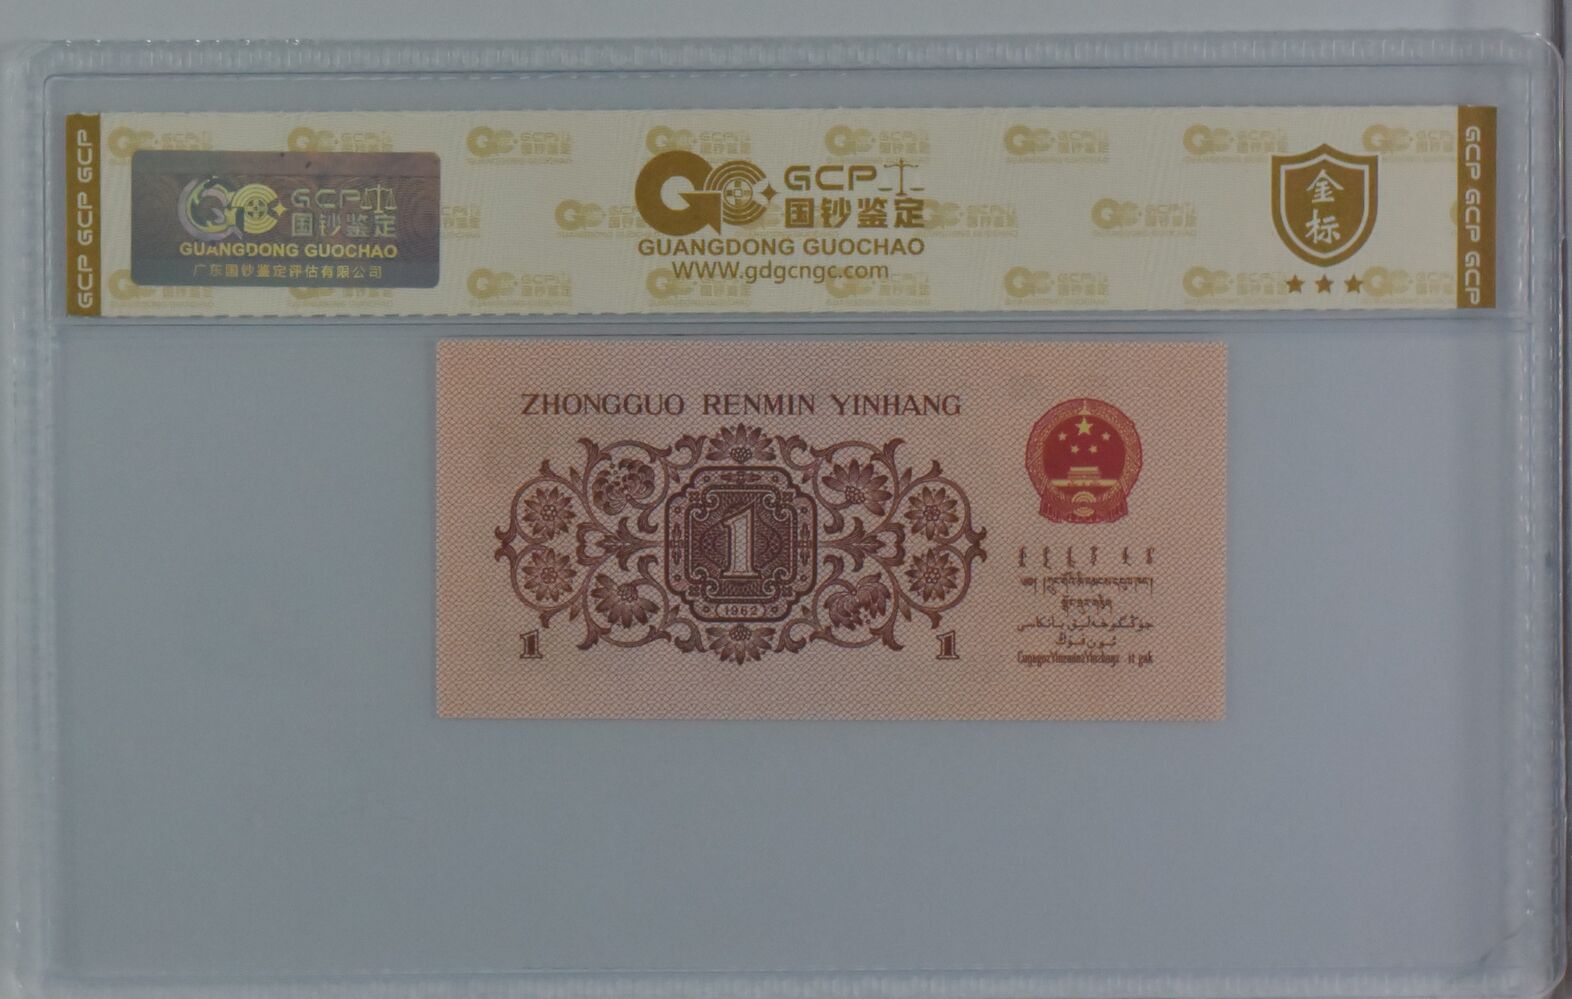 GCP GCP GCP
GCP
国钞鉴定
GUANGDONG GUOCHAO
广东国钞鉴定评估有限公司
GCP
国钞鉴定
GUANGDONG GUOCHAO
WWW.gdgcngc.com
金
标
GCP GCP GCP
ZHONGGUO RENMIN YINHANG
1
(1962)
1
1